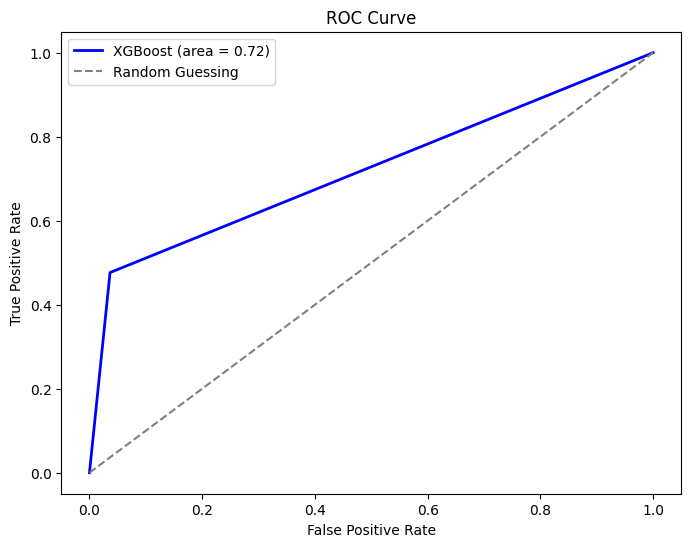 ROC Curve
XGBoost (area = 0.72)
Random Guessing
True Positive Rate
1.0
0.8
0.6
0.4
0.2
0.0
0.0 0.2 0.4 0.6 0.8 1.0
False Positive Rate